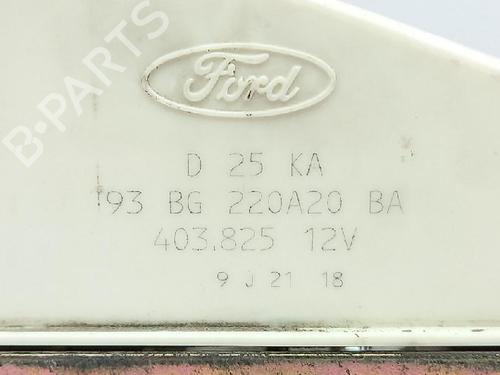 B-PARTS
Ford
D 25 KA
93 BG 220A20 BA
403.825 12V
9 J 21 18